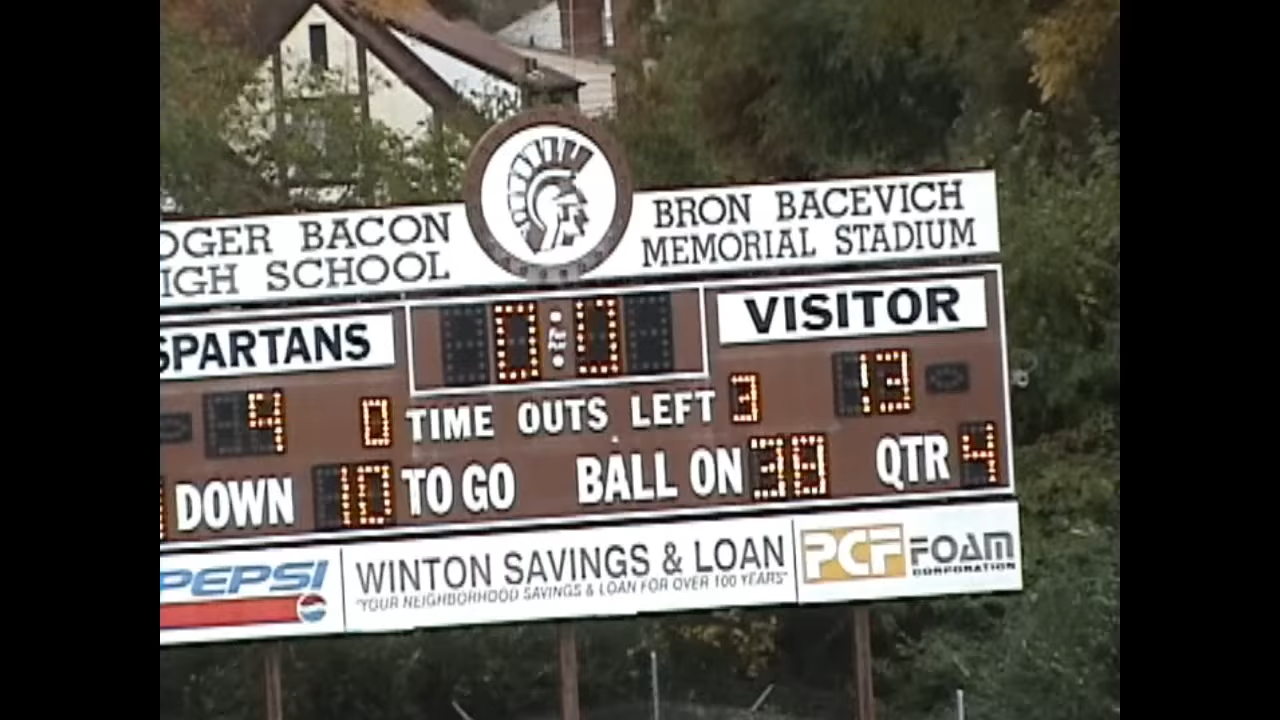 OGER BACON
IGH SCHOOL
BRON BACEVICH
MEMORIAL STADIUM
SPARTANS
0:0
VISITOR
4
0 TIME OUTS LEFT 3
13
DOWN 10 TO GO BALL ON 38 QTR 4
PEPSI
WINTON SAVINGS & LOAN
"YOUR NEIGHBORHOOD SAVINGS & LOAN FOR OVER 100 YEARS"
PCF FOAM
CORPORATION